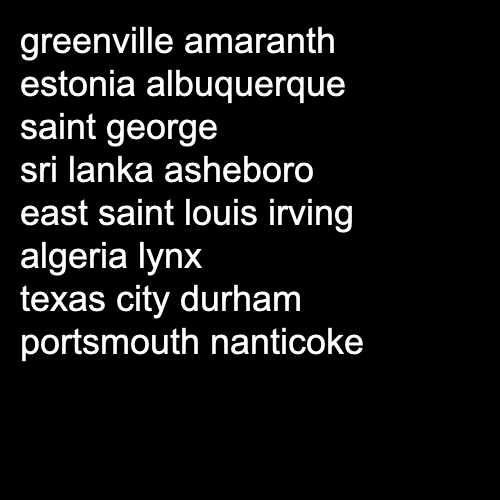 greenville amaranth
estonia albuquerque
saint george
sri lanka asheboro
east saint louis irving
algeria lynx
texas city durham
portsmouth nanticoke